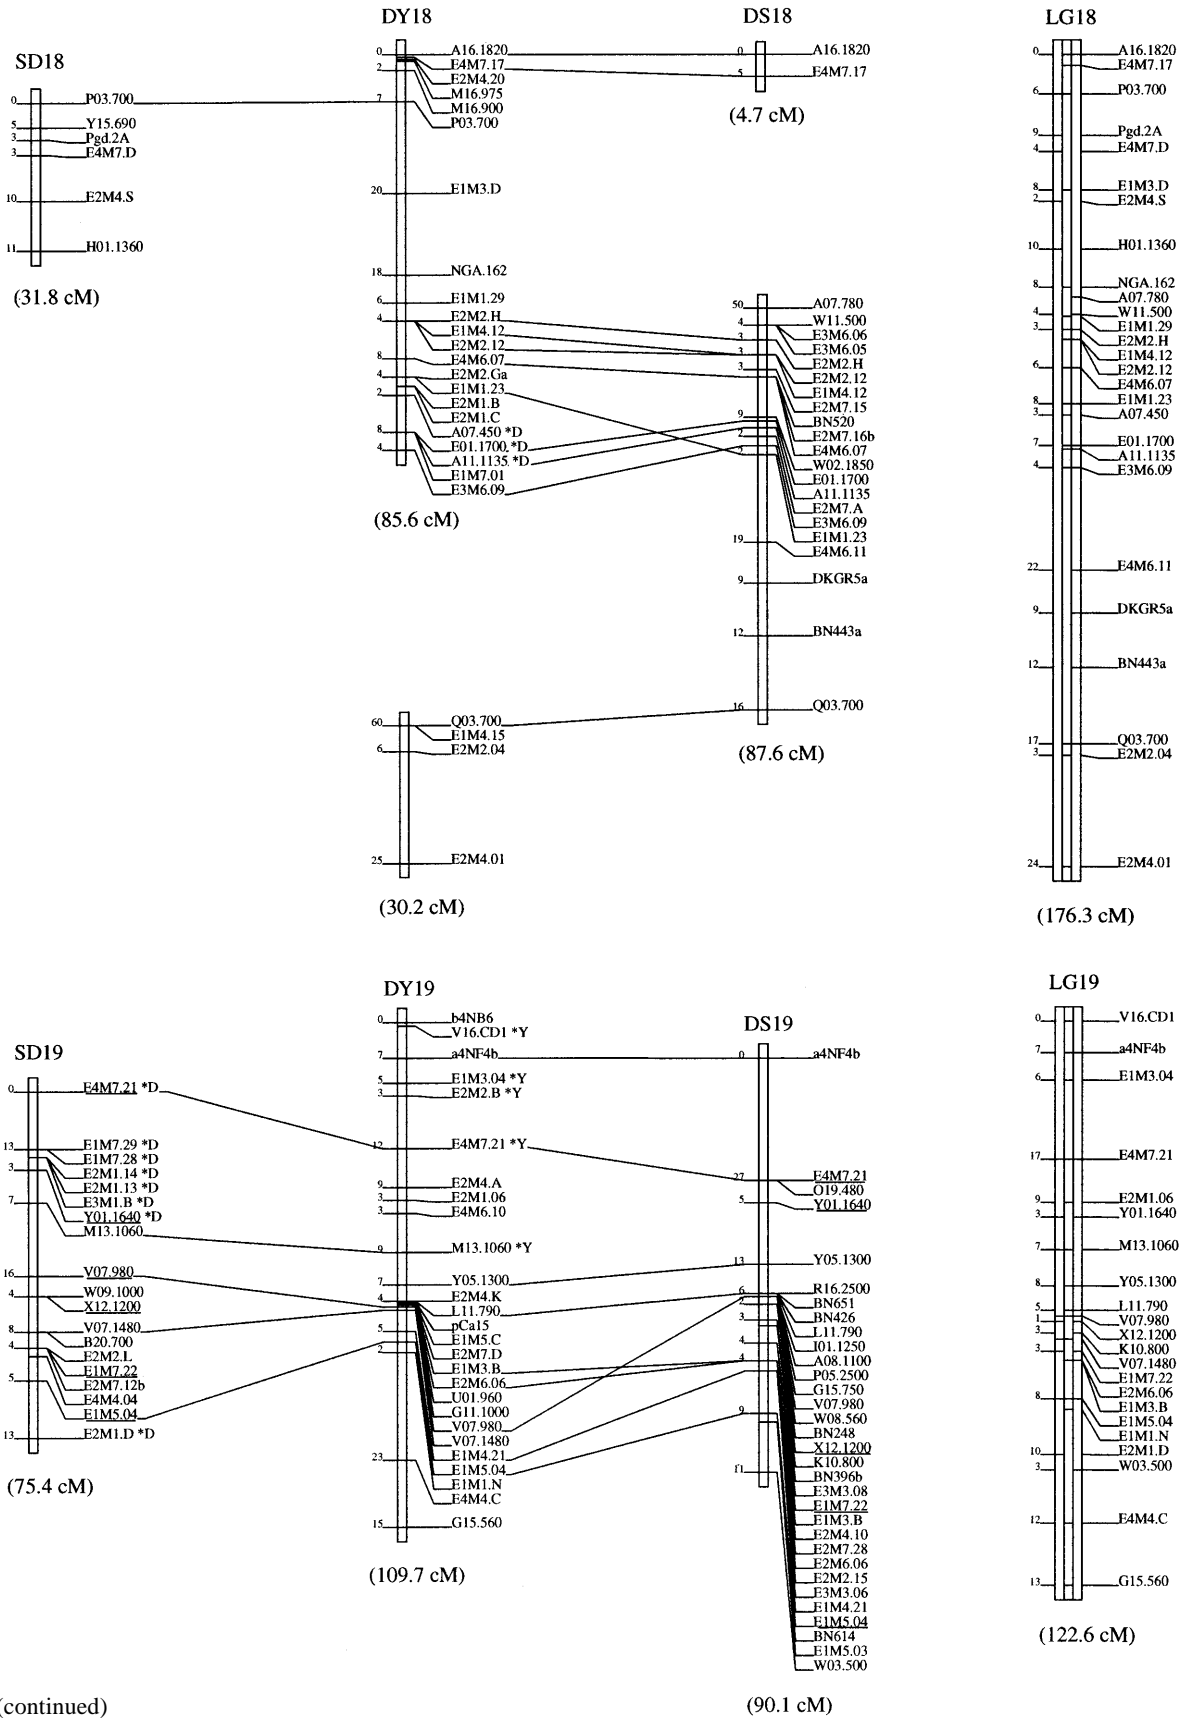 SD18
0 P03.700
5 Y15.690
3 Pgd.2A
3 E4M7.D
10 E2M4.S
11 H01.1360
(31.8 cM)
DY18
0 A16.1820
E4M7.17
2 E2M4.20
M16.975
M16.900
7 P03.700
20 E1M3.D
18 NGA.162
6 E1M1.29
4 E2M2.H
E1M4.12
E2M2.12
8 E4M6.07
4 E2M2.Ga
E1M1.23
2 E2M1.B
E2M1.C
A07.450 *D
8 E01.1700 *D
A11.1135 *D
E1M7.01
4 E3M6.09
(85.6 cM)
60 Q03.700
E1M4.15
6 E2M2.04
25 E2M4.01
(30.2 cM)
DS18
0 A16.1820
5 E4M7.17
(4.7 cM)
50 A07.780
4 W11.500
E3M6.06
E3M6.05
3 E2M2.H
3 E2M2.12
E1M4.12
E2M7.15
3 BN520
E2M7.16b
E4M6.07
9 W02.1850
E01.1700
A11.1135
2 E2M7.A
E3M6.09
2 E1M1.23
19 E4M6.11
9 DKGR5a
12 BN443a
16 Q03.700
(87.6 cM)
LG18
0 A16.1820
E4M7.17
6 P03.700
9 Pgd.2A
4 E4M7.D
8 E1M3.D
2 E2M4.S
10 H01.1360
8 NGA.162
A07.780
4 W11.500
E1M1.29
3 E2M2.H
E1M4.12
E2M2.12
6 E4M6.07
8 E1M1.23
3 A07.450
7 E01.1700
A11.1135
4 E3M6.09
22 E4M6.11
9 DKGR5a
12 BN443a
17 Q03.700
3 E2M2.04
24 E2M4.01
(176.3 cM)
SD19
0 E4M7.21 *D
13 E1M7.29 *D
E1M7.28 *D
E2M1.14 *D
E2M1.13 *D
E3M1.B *D
3 Y01.1640 *D
7 M13.1060
16 V07.980
4 W09.1000
X12.1200
8 V07.1480
B20.700
4 E2M2.L
E1M7.22
E2M7.12b
E4M4.04
5 E1M5.04
13 E2M1.D *D
(75.4 cM)
DY19
0 b4NB6
V16.CD1 *Y
7 a4NF4b
5 E1M3.04 *Y
3 E2M2.B *Y
12 E4M7.21 *Y
9 E2M4.A
3 E2M1.06
3 E4M6.10
9 M13.1060 *Y
7 Y05.1300
4 E2M4.K
L11.790
pCa15
E1M5.C
E2M7.D
E1M3.B
E2M6.06
U01.960
G11.1000
V07.980
V07.1480
E1M4.21
5 E1M5.04
2 E1M1.N
23 E4M4.C
15 G15.560
(109.7 cM)
DS19
0 a4NF4b
27 E4M7.21
O19.480
5 Y01.1640
13 Y05.1300
6 R16.2500
BN651
BN426
L11.790
I01.1250
A08.1100
P05.2500
G15.750
V07.980
2 W08.560
BN248
3 X12.1200
K10.800
BN396b
4 E3M3.08
E1M7.22
4 E1M3.B
E2M4.10
E2M7.28
E2M6.06
E2M2.15
E3M3.06
E1M4.21
9 E1M5.04
BN614
E1M5.03
11 W03.500
(90.1 cM)
LG19
0 V16.CD1
7 a4NF4b
6 E1M3.04
17 E4M7.21
9 E2M1.06
3 Y01.1640
7 M13.1060
8 Y05.1300
5 L11.790
1 V07.980
3 X12.1200
K10.800
3 V07.1480
E1M7.22
E2M6.06
E1M3.B
8 E1M5.04
E1M1.N
10 E2M1.D
3 W03.500
12 E4M4.C
13 G15.560
(122.6 cM)
(continued)